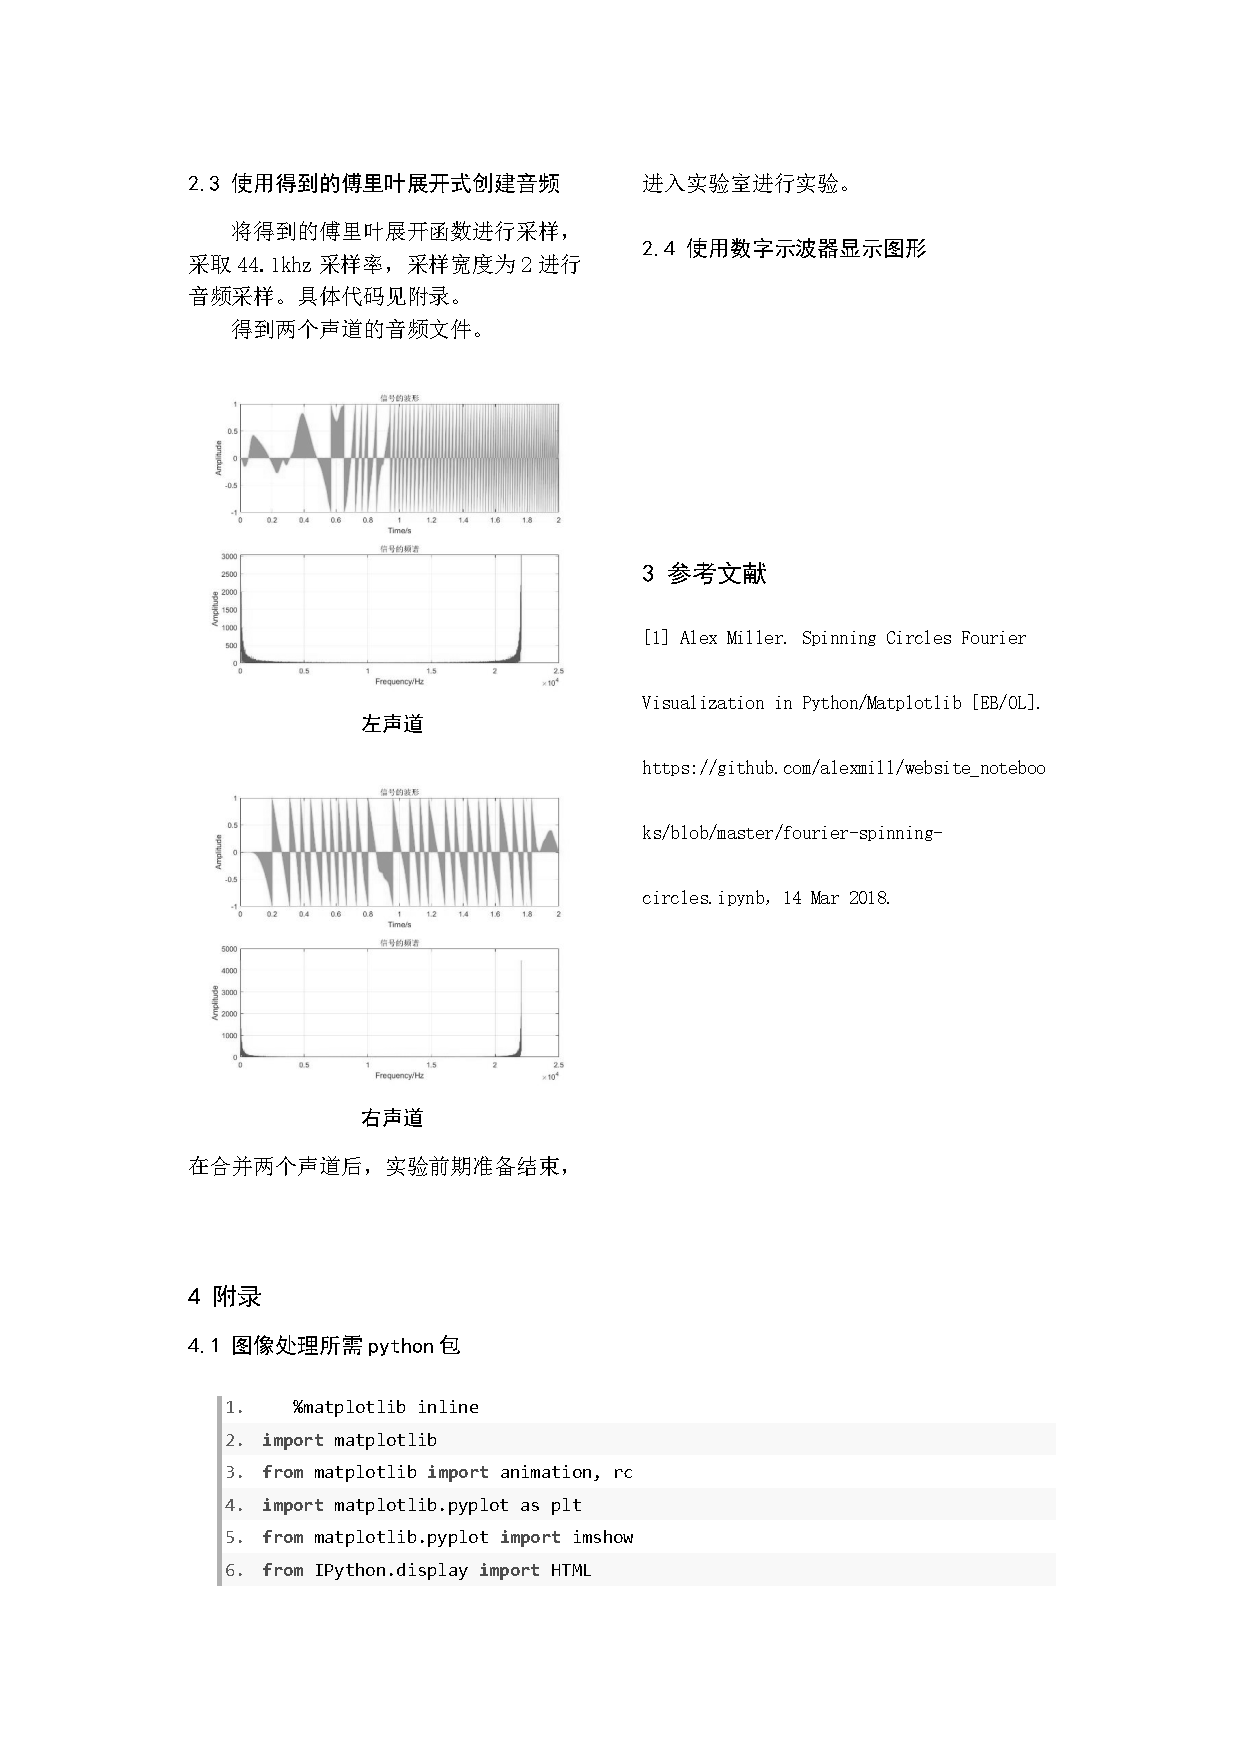 2.3 使用得到的傅里叶展开式创建音频
将得到的傅里叶展开函数进行采样，
采取 44.1khz 采样率，采样宽度为 2 进行
音频采样。具体代码见附录。
得到两个声道的音频文件。
信号的波形
1
0.5
0
-0.5
-1
Amplitude
0 0.2 0.4 0.6 0.8 1 1.2 1.4 1.6 1.8 2
Time/s
信号的频谱
3000
2500
2000
1500
1000
500
0
Amplitude
0 0.5 1 1.5 2 2.5
Frequency/Hz
×10⁴
左声道
信号的波形
1
0.5
0
-0.5
-1
Amplitude
0 0.2 0.4 0.6 0.8 1 1.2 1.4 1.6 1.8 2
Time/s
信号的频谱
5000
4000
3000
2000
1000
0
Amplitude
0 0.5 1 1.5 2 2.5
Frequency/Hz
×10⁴
右声道
在合并两个声道后，实验前期准备结束，
进入实验室进行实验。
2.4 使用数字示波器显示图形
3 参考文献
[1] Alex Miller. Spinning Circles Fourier
Visualization in Python/Matplotlib [EB/OL].
https://github.com/alexmill/website_noteboo
ks/blob/master/fourier-spinning-
circles.ipynb, 14 Mar 2018.
4 附录
4.1 图像处理所需 python 包
1. %matplotlib inline
2. import matplotlib
3. from matplotlib import animation, rc
4. import matplotlib.pyplot as plt
5. from matplotlib.pyplot import imshow
6. from IPython.display import HTML